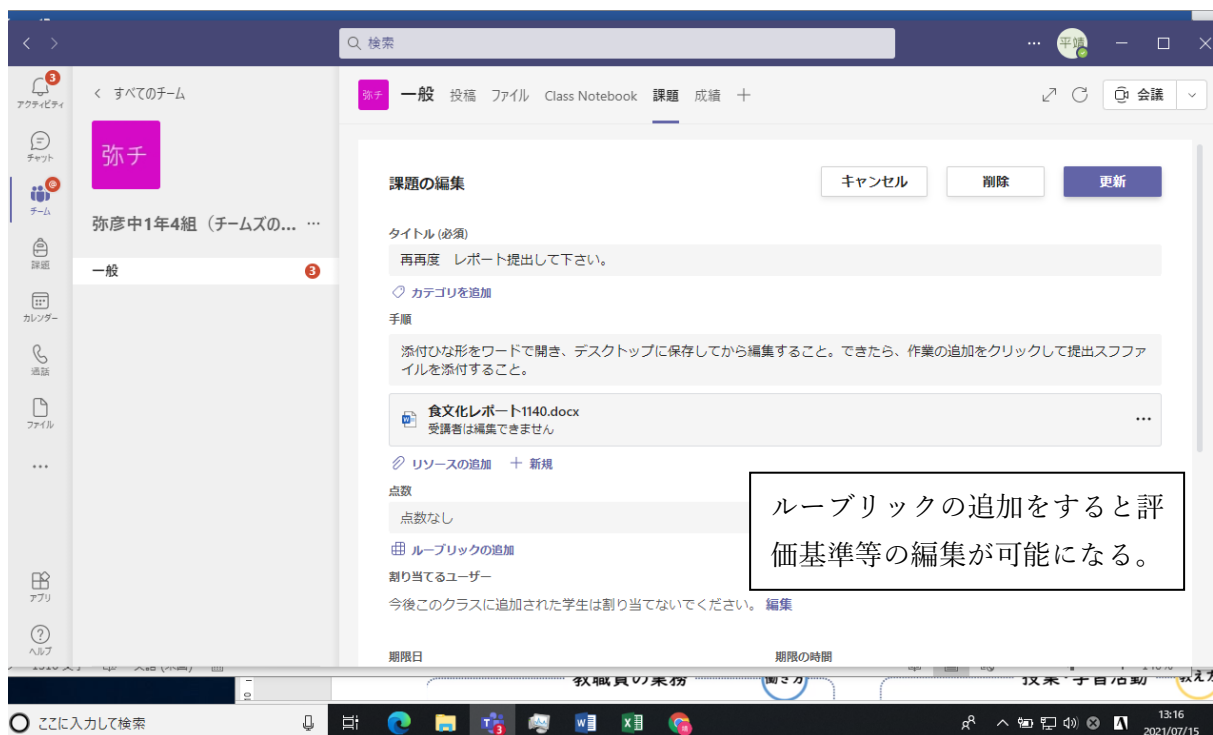 検索
平靖
3
アクティビティ
チャット
チーム
課題
カレンダー
通話
ファイル
アプリ
ヘルプ
すべてのチーム
弥チ
弥彦中1年4組（チームズの... ...
一般 3
弥チ 一般 投稿 ファイル Class Notebook 課題 成績 ＋
会議
課題の編集
キャンセル 削除 更新
タイトル (必須)
再再度　レポート提出して下さい。
カテゴリを追加
手順
添付ひな形をワードで開き、デスクトップに保存してから編集すること。できたら、作業の追加をクリックして提出スフファ
イルを添付すること。
食文化レポート1140.docx
受講者は編集できません
リソースの追加 ＋ 新規
点数
点数なし
ルーブリックの追加
割り当てるユーザー
今後このクラスに追加された学生は割り当てないでください。 編集
期限日 期限の時間
ルーブリックの追加をすると評
価基準等の編集が可能になる。
教職員の業務 働き方 授業・学習活動
ここに入力して検索
13:16
2021/07/15